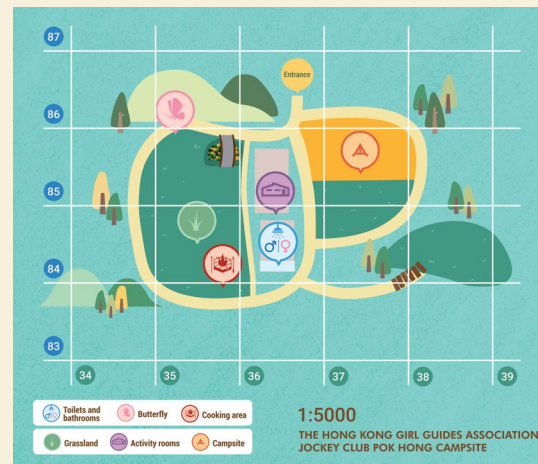 87
Entrance
86
85
84
83
34 35 36 37 38 39
Toilets and
bathrooms
Butterfly
Cooking area
Grassland
Activity rooms
Campsite
1:5000
THE HONG KONG GIRL GUIDES ASSOCIATION
JOCKEY CLUB POK HONG CAMPSITE